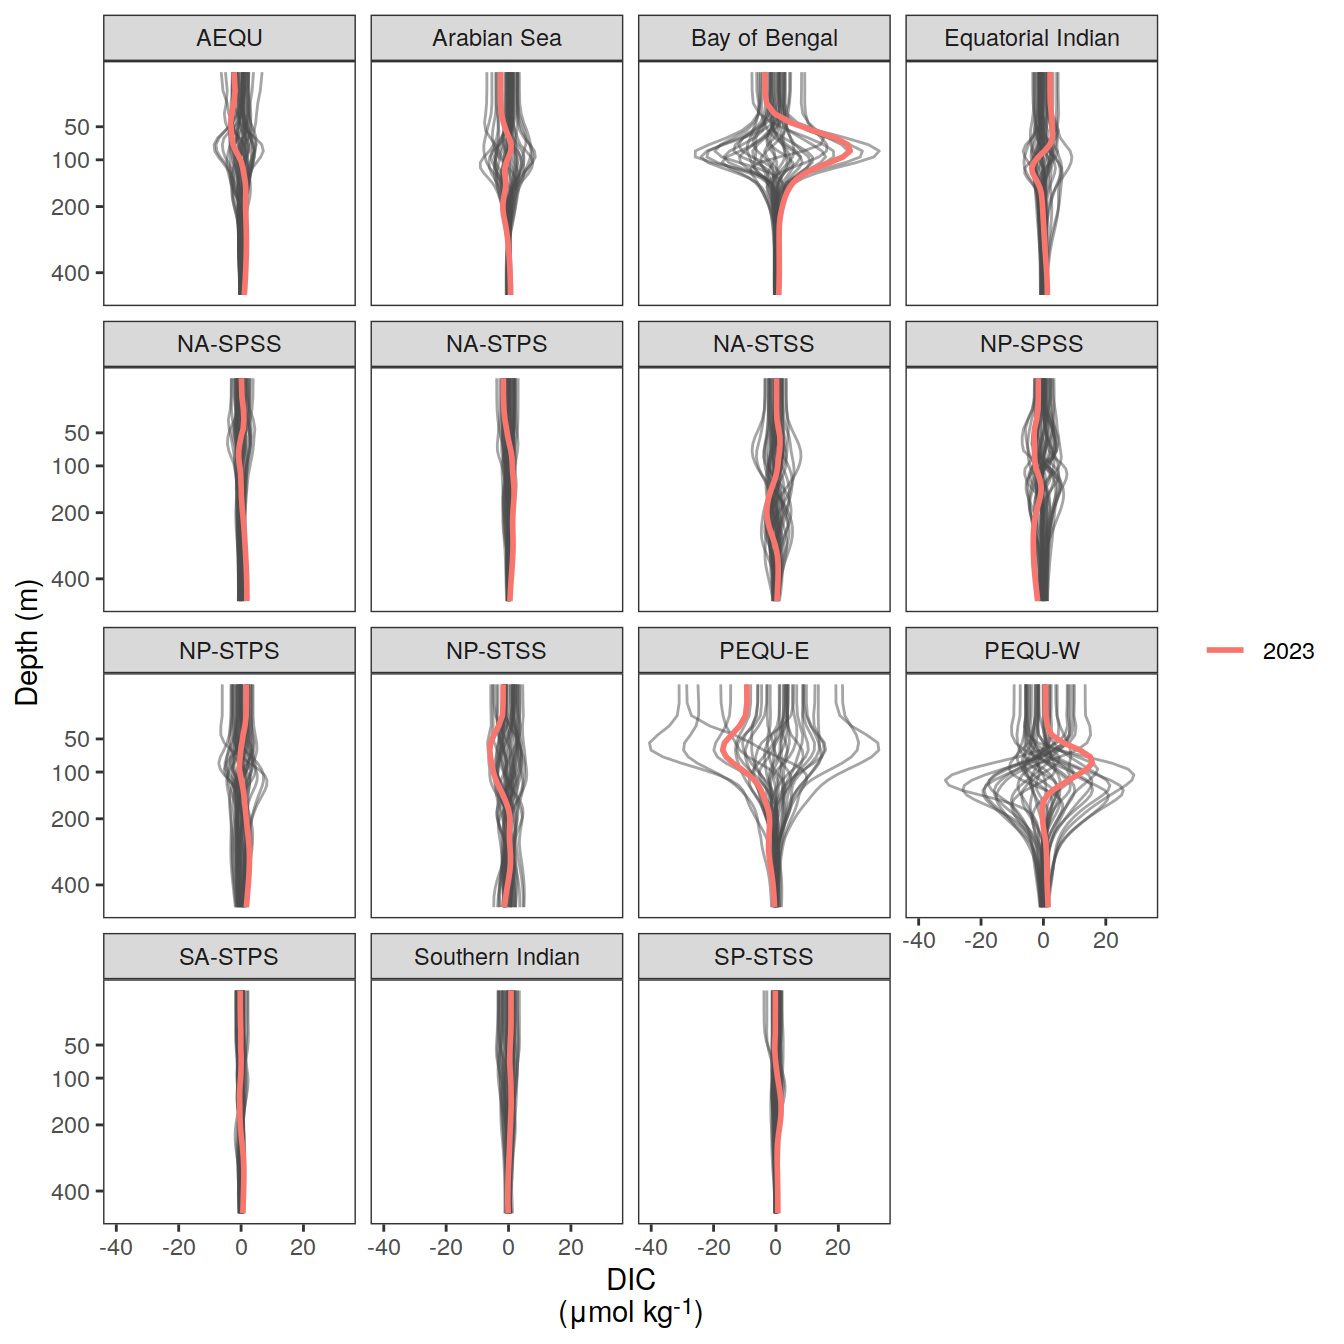 AEQU
Arabian Sea
Bay of Bengal
Equatorial Indian
50
100
200
400
NA-SPSS
NA-STPS
NA-STSS
NP-SPSS
50
100
200
400
NP-STPS
NP-STSS
PEQU-E
PEQU-W
50
100
200
400
-40 -20 0 20
SA-STPS
Southern Indian
SP-STSS
50
100
200
400
-40 -20 0 20
-40 -20 0 20
-40 -20 0 20
Depth (m)
DIC
(µmol kg⁻¹)
2023